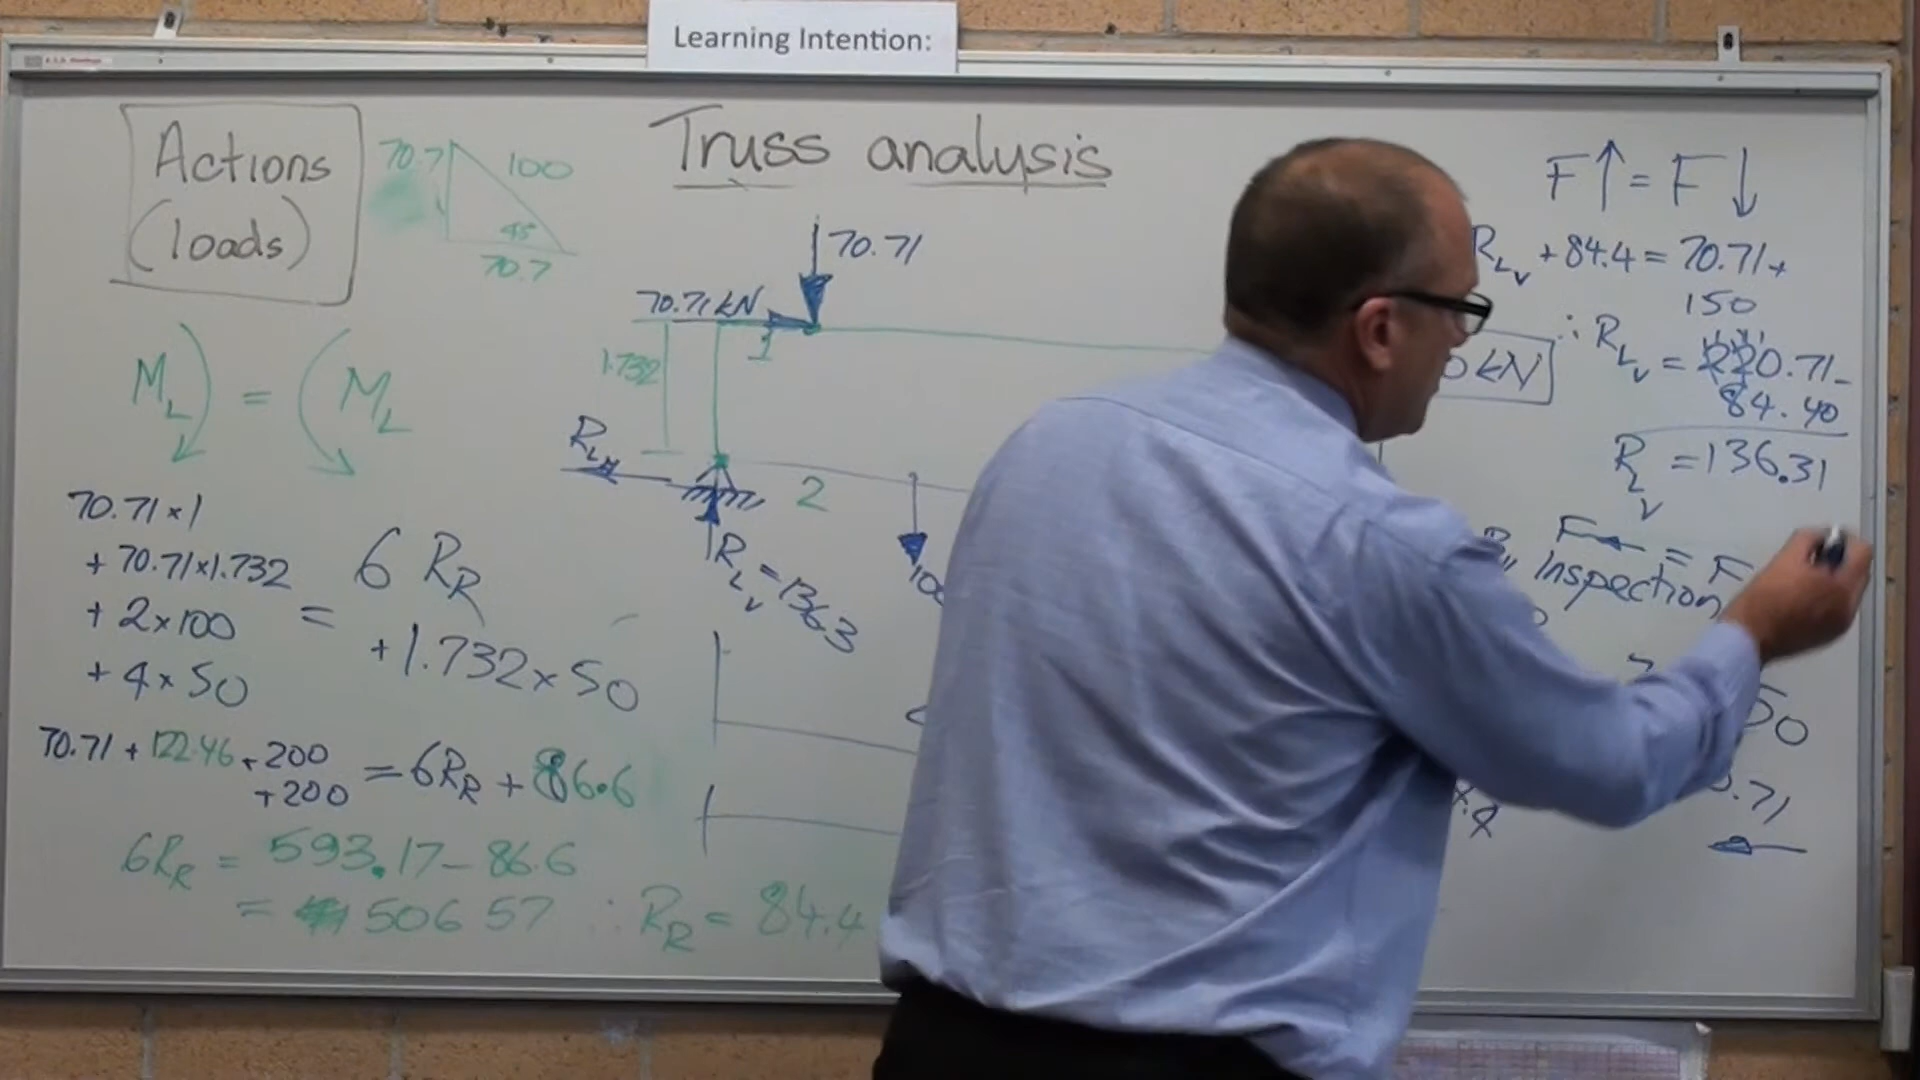 Learning Intention:
Actions
(loads)
70.7
100
45
70.7
Truss analysis
70.71
70.71 kN
1
1.732
R_LH
2
R_LV = 136.3
M_L = M_L
70.71 × 1
+ 70.71 × 1.732
+ 2 × 100
+ 4 × 50
= 6 R_R
+ 1.732 × 50
70.71 + 122.46 + 200
+ 200
= 6R_R + 86.6
6R_R = 593.17 - 86.6
= 506 57 ∴ R_R = 84.4
F↑ = F↓
R_LV + 84.4 = 70.71 +
150
kN
∴ R_LV = 220.71 -
84.40
R_LV = 136.31
F← = F
By Inspection
50
.71